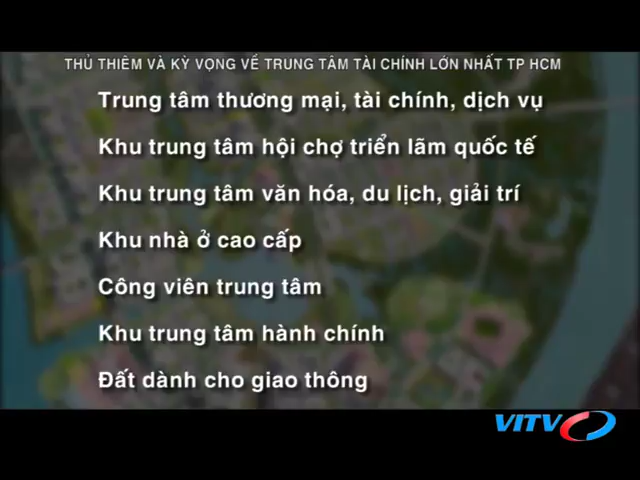 THỦ THIÊM VÀ KỲ VỌNG VỀ TRUNG TÂM TÀI CHÍNH LỚN NHẤT TP HCM
Trung tâm thương mại, tài chính, dịch vụ
Khu trung tâm hội chợ triển lãm quốc tế
Khu trung tâm văn hóa, du lịch, giải trí
Khu nhà ở cao cấp
Công viên trung tâm
Khu trung tâm hành chính
Đất dành cho giao thông
VITV